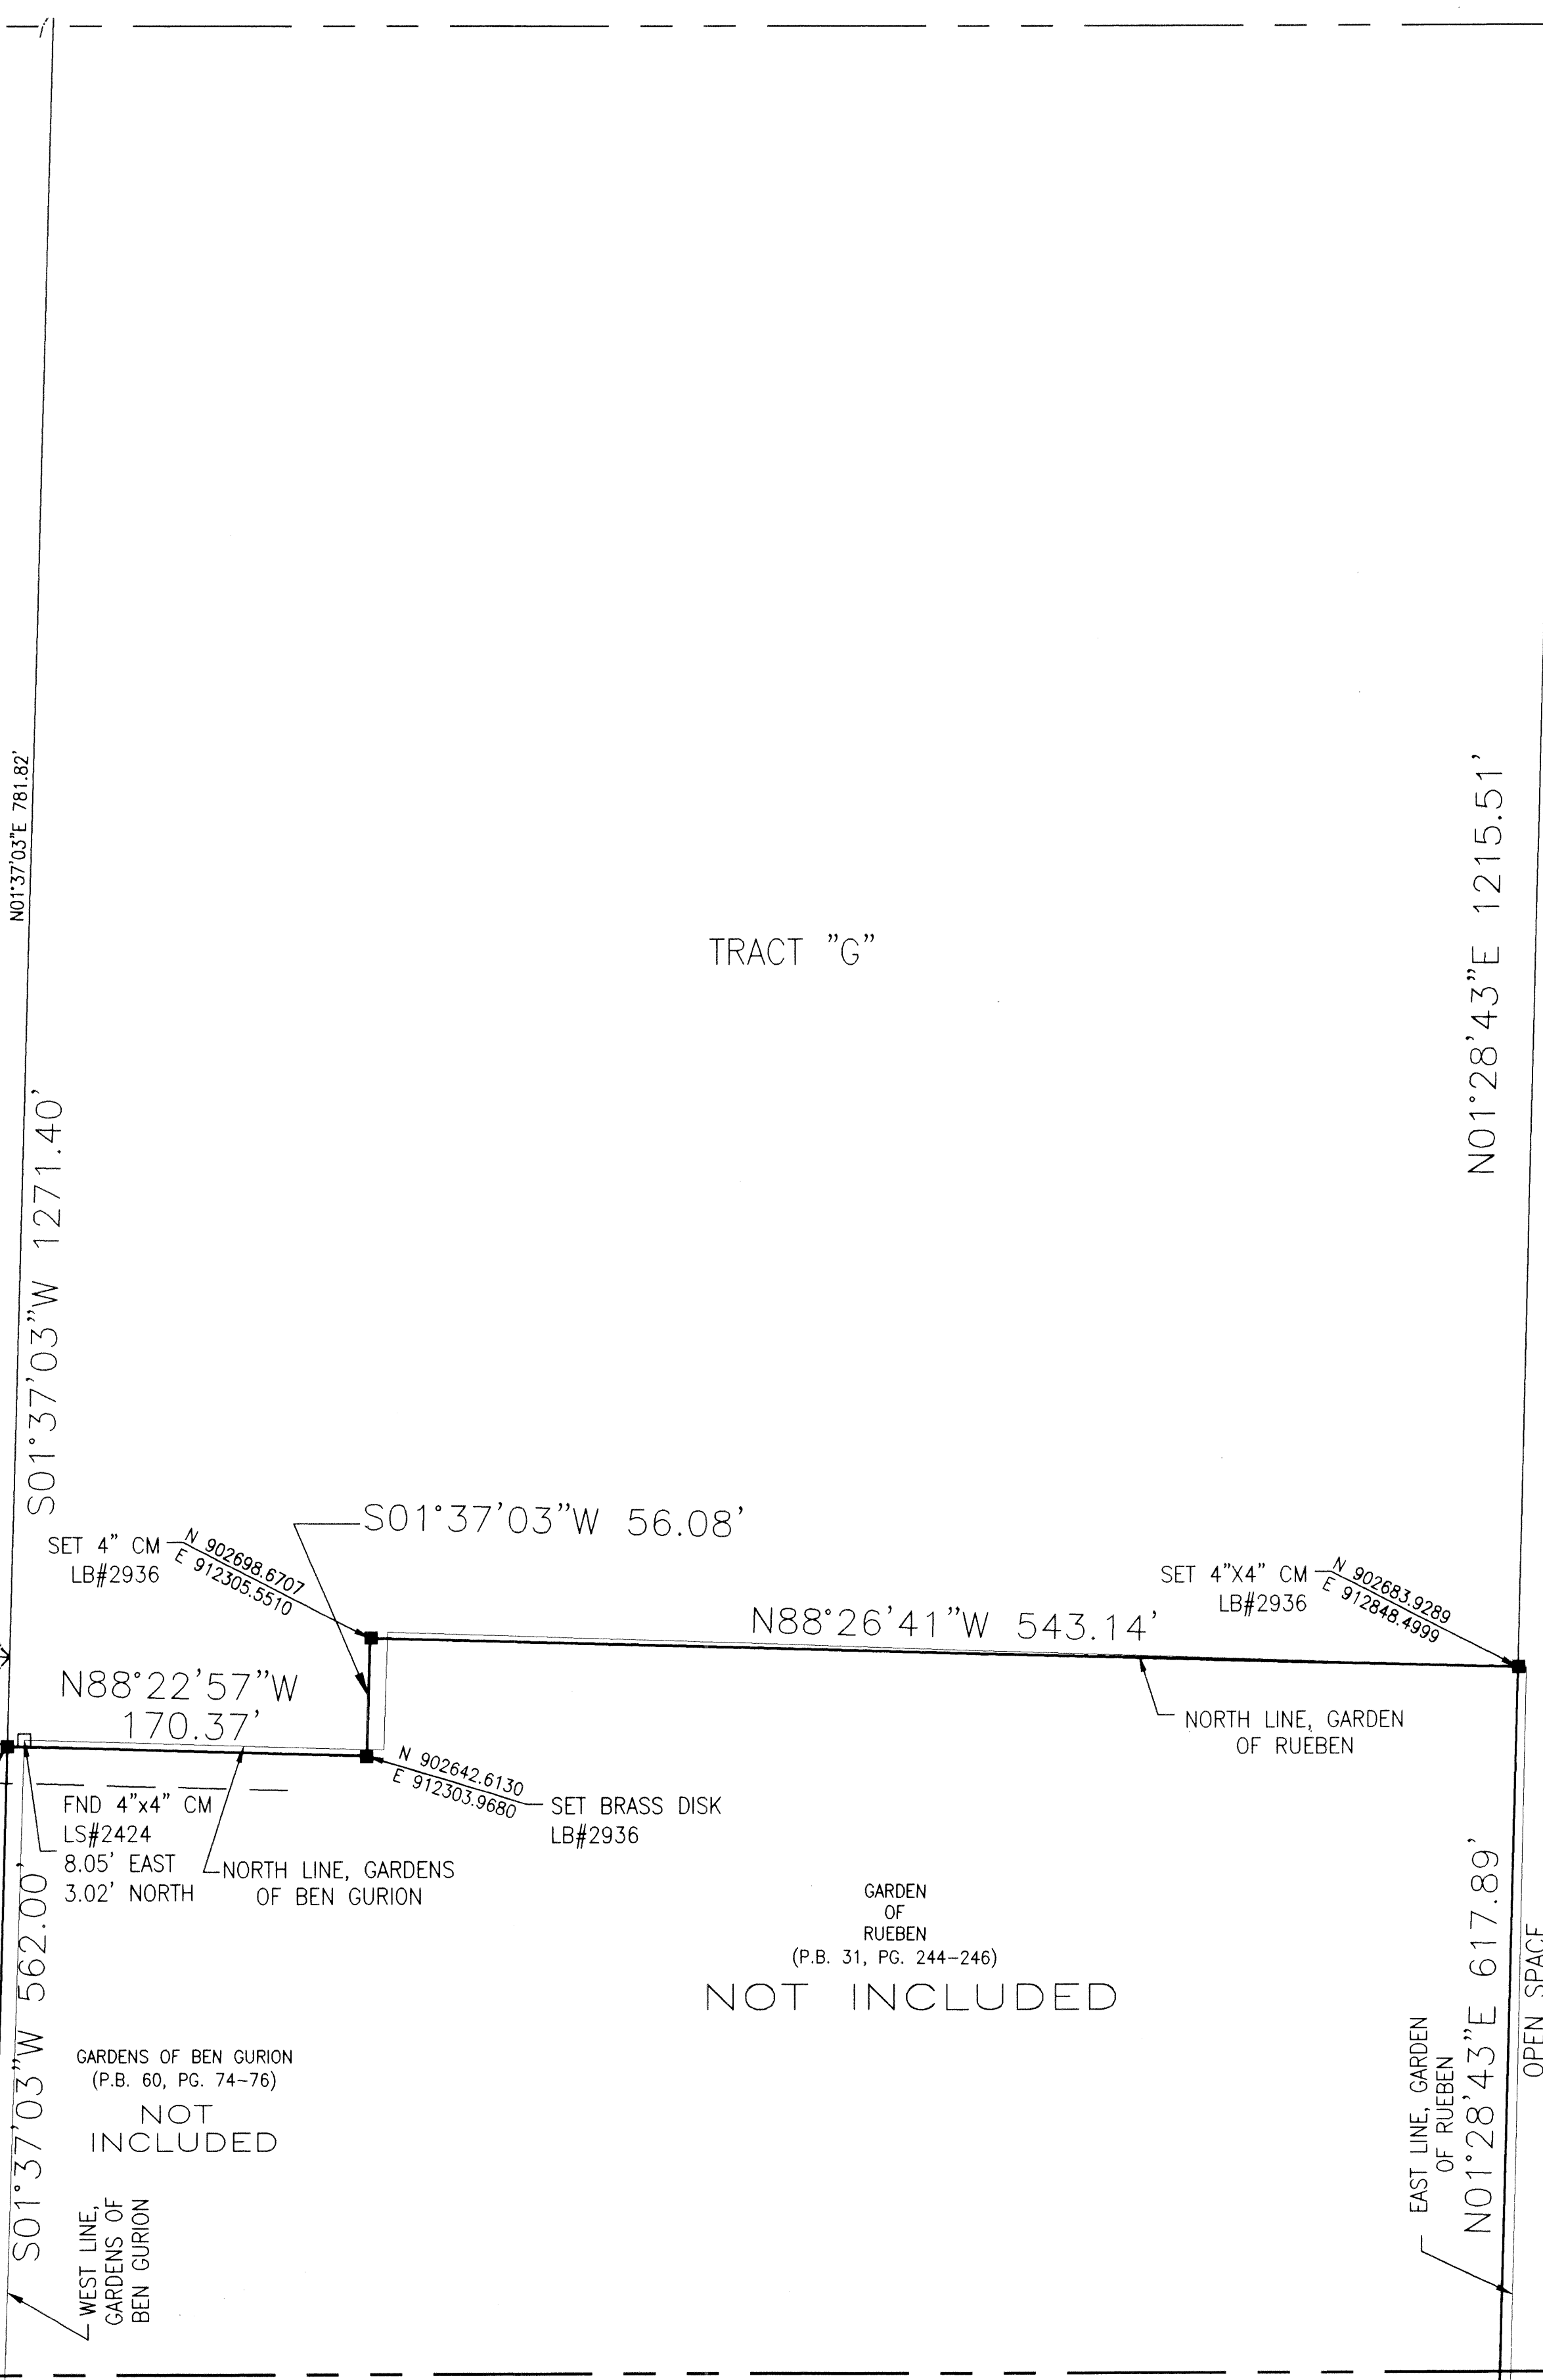 N01°37'03"E 781.82'
TRACT "G"
N01°28'43"E 1215.51'
S01°37'03"W 1271.40'
S01°37'03"W 56.08'
SET 4" CM
LB#2936
N 902698.6707
E 912305.5510
SET 4"X4" CM
LB#2936
N 902683.9289
E 912848.4999
N88°26'41"W 543.14'
N88°22'57"W
170.37'
NORTH LINE, GARDEN
OF RUEBEN
N 902642.6130
E 912303.9680
SET BRASS DISK
LB#2936
FND 4"x4" CM
LS#2424
8.05' EAST
3.02' NORTH
NORTH LINE, GARDENS
OF BEN GURION
S01°37'03"W 562.00'
GARDEN
OF
RUEBEN
(P.B. 31, PG. 244-246)
NOT INCLUDED
GARDENS OF BEN GURION
(P.B. 60, PG. 74-76)
NOT
INCLUDED
WEST LINE,
GARDENS OF
BEN GURION
EAST LINE, GARDEN
OF RUEBEN
N01°28'43"E 617.89'
OPEN SPACE